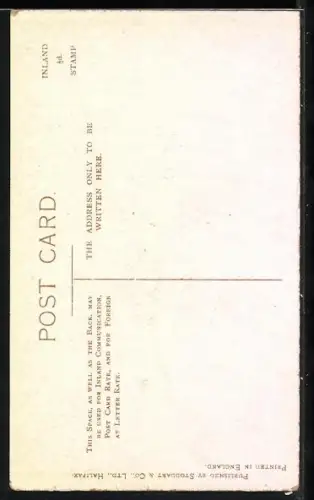 POST CARD.
INLAND
½d.
STAMP
THE ADDRESS ONLY TO BE
WRITTEN HERE.
THIS SPACE, AS WELL AS THE BACK, MAY
BE USED FOR INLAND COMMUNICATION,
POST CARD RATE, AND FOR FOREIGN
AT LETTER RATE.
PUBLISHED BY STODDART & CO., LTD., HALIFAX
PRINTED IN ENGLAND.